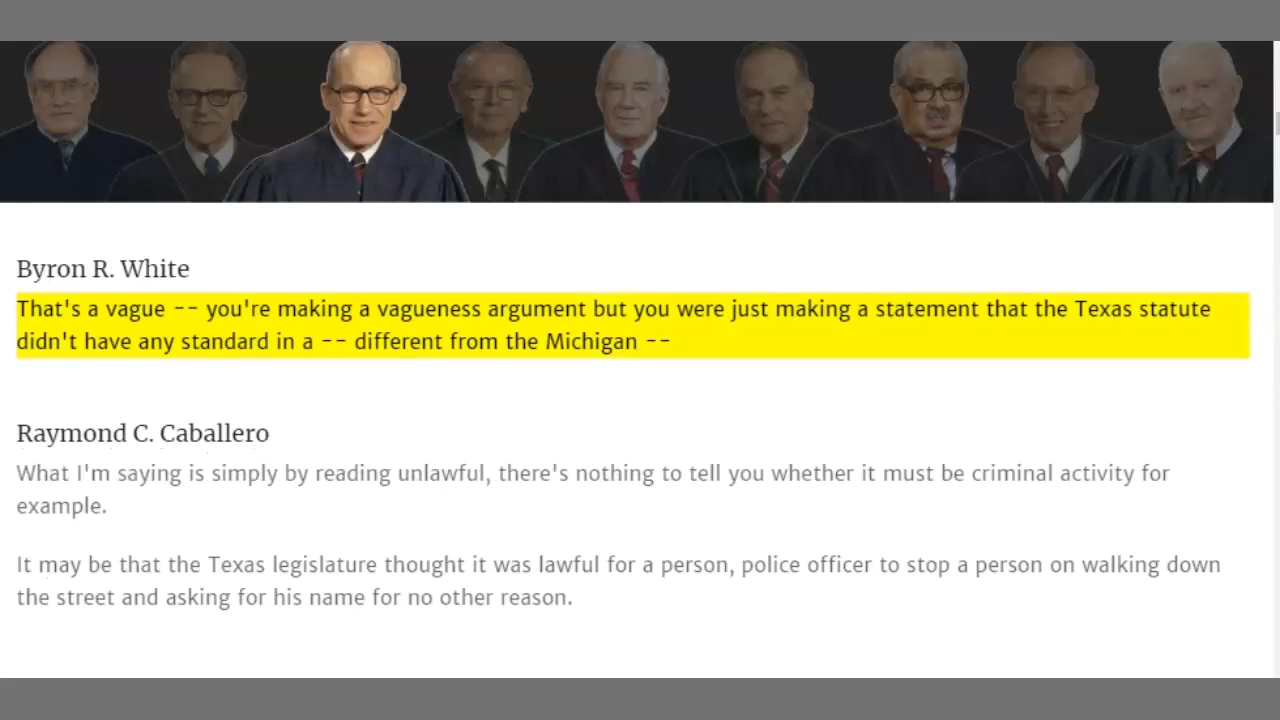 Byron R. White
That's a vague -- you're making a vagueness argument but you were just making a statement that the Texas statute
didn't have any standard in a -- different from the Michigan --
Raymond C. Caballero
What I'm saying is simply by reading unlawful, there's nothing to tell you whether it must be criminal activity for
example.
It may be that the Texas legislature thought it was lawful for a person, police officer to stop a person on walking down
the street and asking for his name for no other reason.